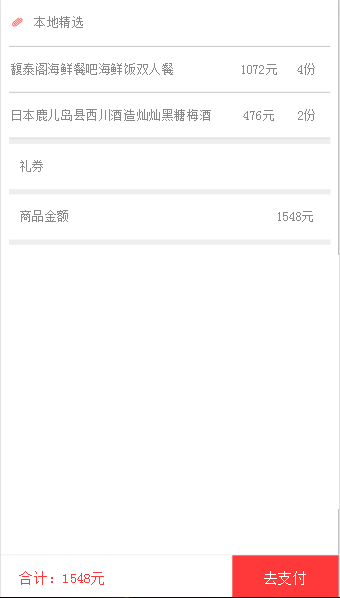 本地精选
馥泰阁海鲜餐吧海鲜饭双人餐 1072元 4份
日本鹿儿岛县西川酒造灿灿黑糖梅酒 476元 2份
礼券
商品金额 1548元
合计：1548元 去支付